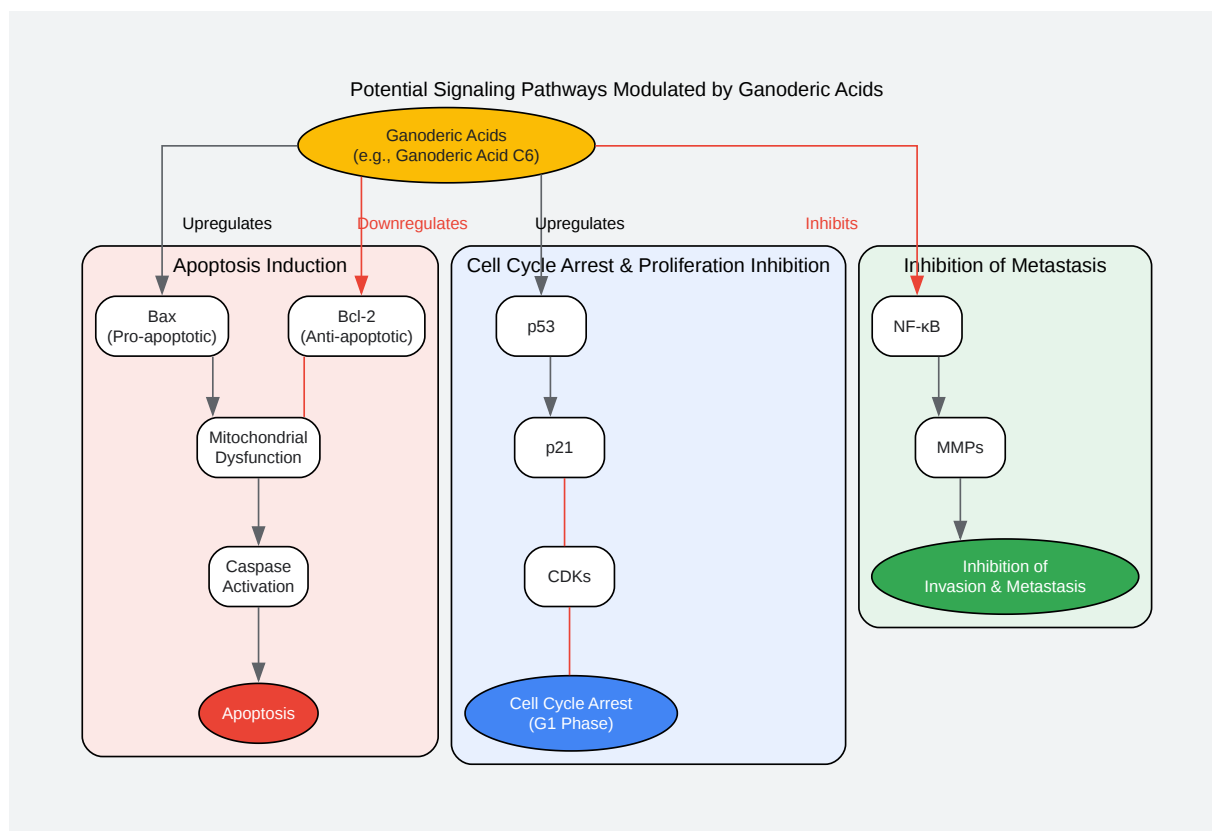 Potential Signaling Pathways Modulated by Ganoderic Acids
Ganoderic Acids
(e.g., Ganoderic Acid C6)
Upregulates
Downregulates
Upregulates
Inhibits
Apoptosis Induction
Bax
(Pro-apoptotic)
Bcl-2
(Anti-apoptotic)
Mitochondrial
Dysfunction
Caspase
Activation
Apoptosis
Cell Cycle Arrest & Proliferation Inhibition
p53
p21
CDKs
Cell Cycle Arrest
(G1 Phase)
Inhibition of Metastasis
NF-κB
MMPs
Inhibition of
Invasion & Metastasis